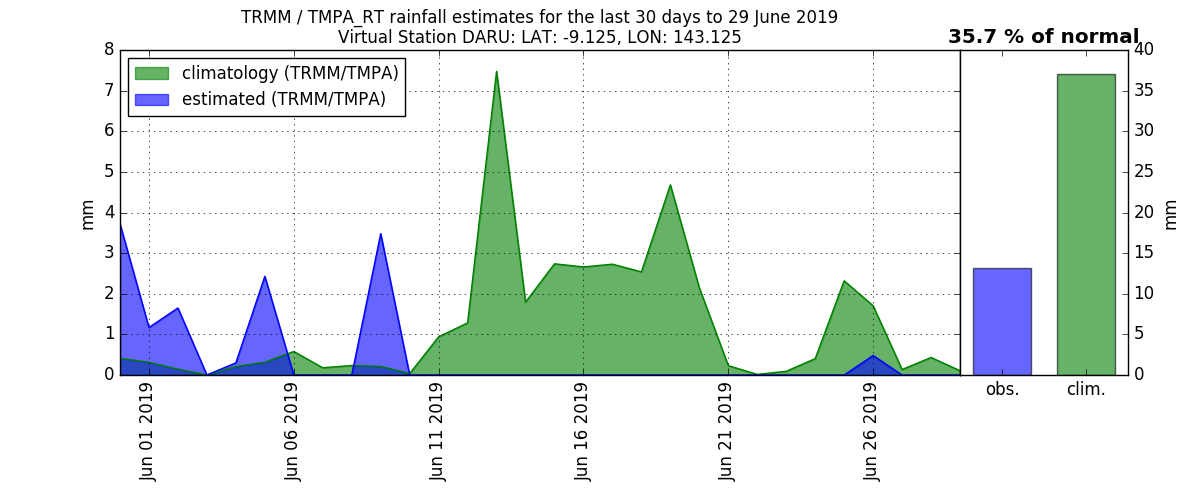 TRMM / TMPA_RT rainfall estimates for the last 30 days to 29 June 2019
Virtual Station DARU: LAT: -9.125, LON: 143.125
35.7 % of normal
climatology (TRMM/TMPA)
estimated (TRMM/TMPA)
8
7
6
5
4
3
2
1
0
mm
Jun 01 2019
Jun 06 2019
Jun 11 2019
Jun 16 2019
Jun 21 2019
Jun 26 2019
40
35
30
25
20
15
10
5
0
mm
obs.
clim.